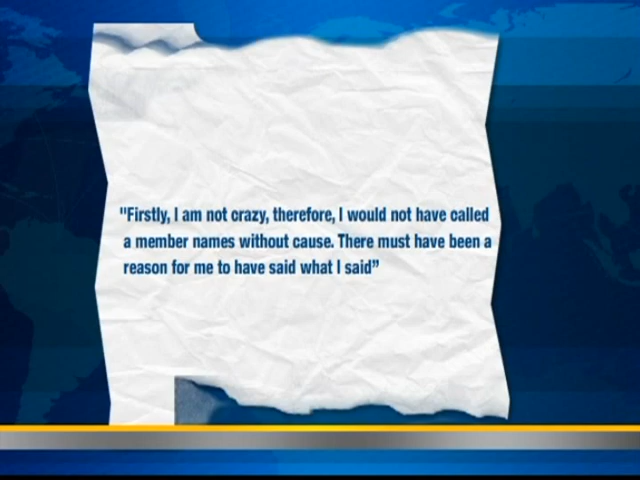 "Firstly, I am not crazy, therefore, I would not have called
a member names without cause. There must have been a
reason for me to have said what I said”